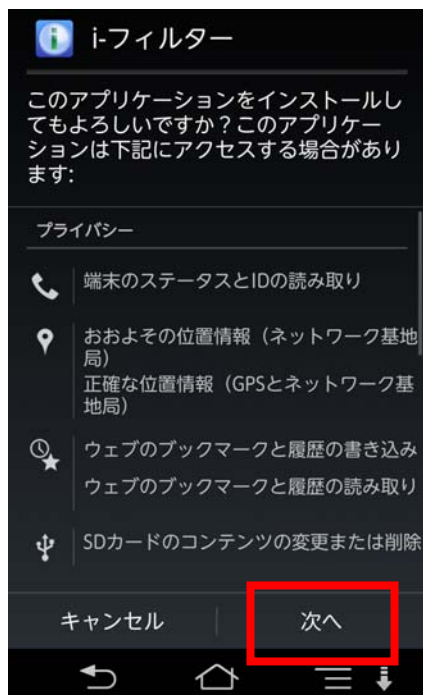 i-フィルター
このアプリケーションをインストールし
てもよろしいですか？このアプリケー
ションは下記にアクセスする場合があり
ます:
プライバシー
端末のステータスとIDの読み取り
おおよその位置情報（ネットワーク基地
局）
正確な位置情報（GPSとネットワーク基
地局）
ウェブのブックマークと履歴の書き込み
ウェブのブックマークと履歴の読み取り
SDカードのコンテンツの変更または削除
キャンセル
次へ